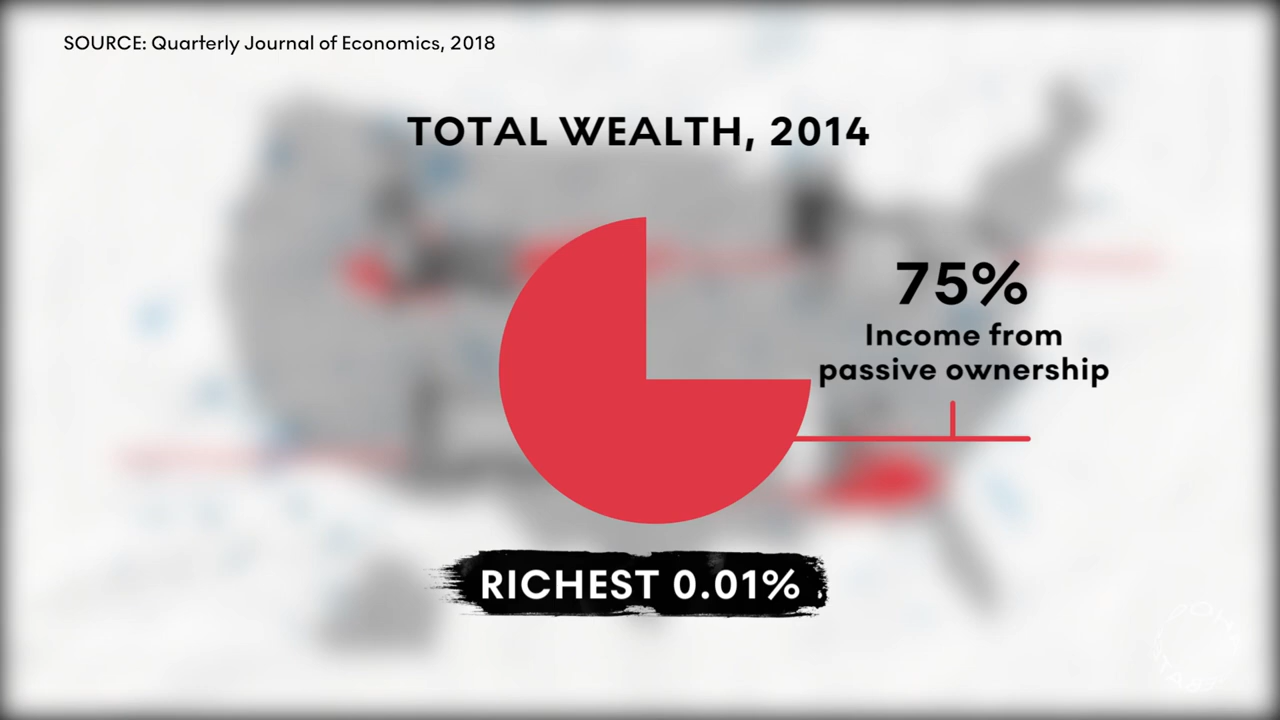 SOURCE: Quarterly Journal of Economics, 2018
TOTAL WEALTH, 2014
75%
Income from
passive ownership
RICHEST 0.01%